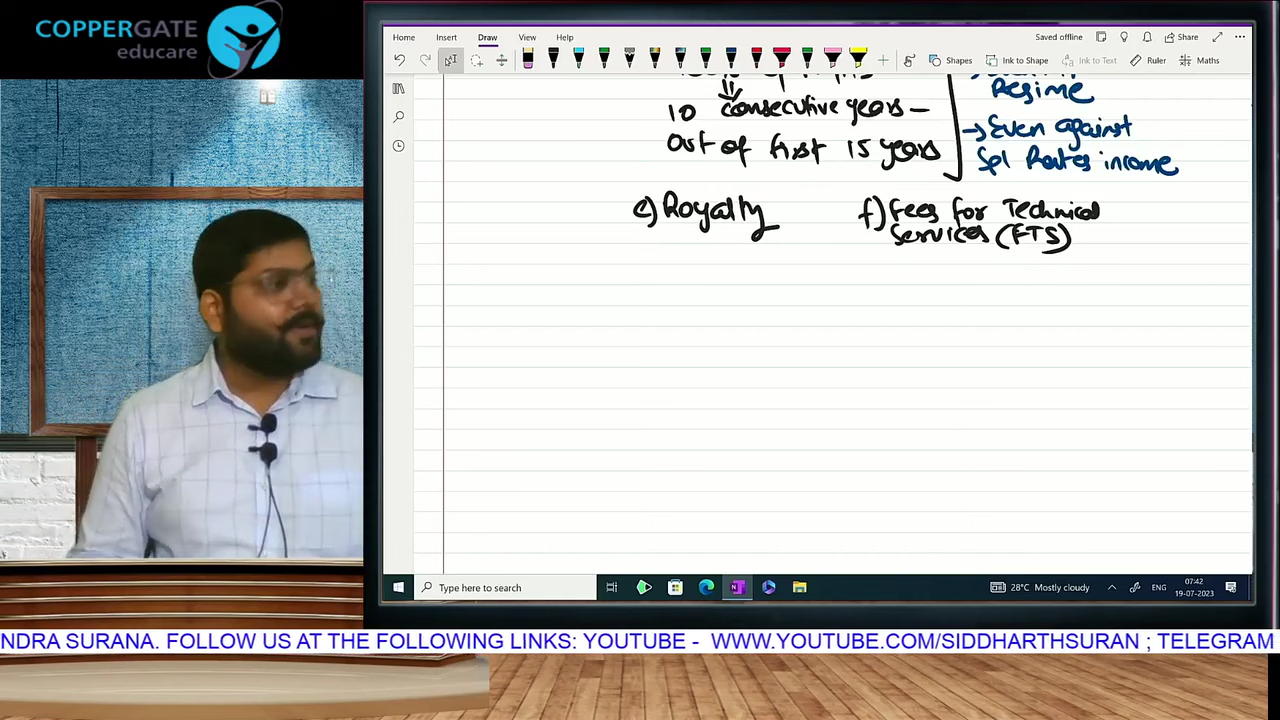 COPPERGATE
educare
Home Insert Draw View Help
Saved offline
Share
Shapes
Ink to Shape
Ink to Text
Ruler
Maths
Regime
10 consecutive years –
→ Even against
Out of first 15 years
Spl Rates income
e) Royalty
f) Fees for Technical
Services (FTS)
Type here to search
28°C Mostly cloudy
ENG
07:42
19-07-2023
NDRA SURANA. FOLLOW US AT THE FOLLOWING LINKS: YOUTUBE - WWW.YOUTUBE.COM/SIDDHARTHSURAN ; TELEGRAM